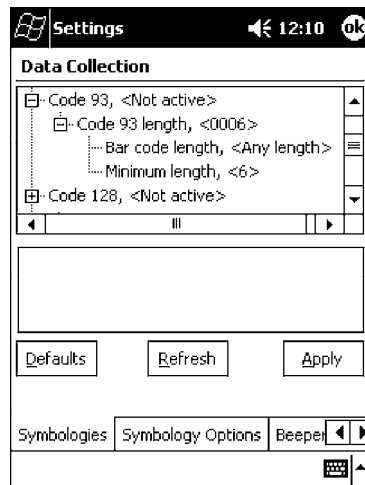 Settings 12:10 ok
Data Collection
Code 93, <Not active>
Code 93 length, <0006>
Bar code length, <Any length>
Minimum length, <6>
Code 128, <Not active>
Defaults Refresh Apply
Symbologies Symbology Options Beeper